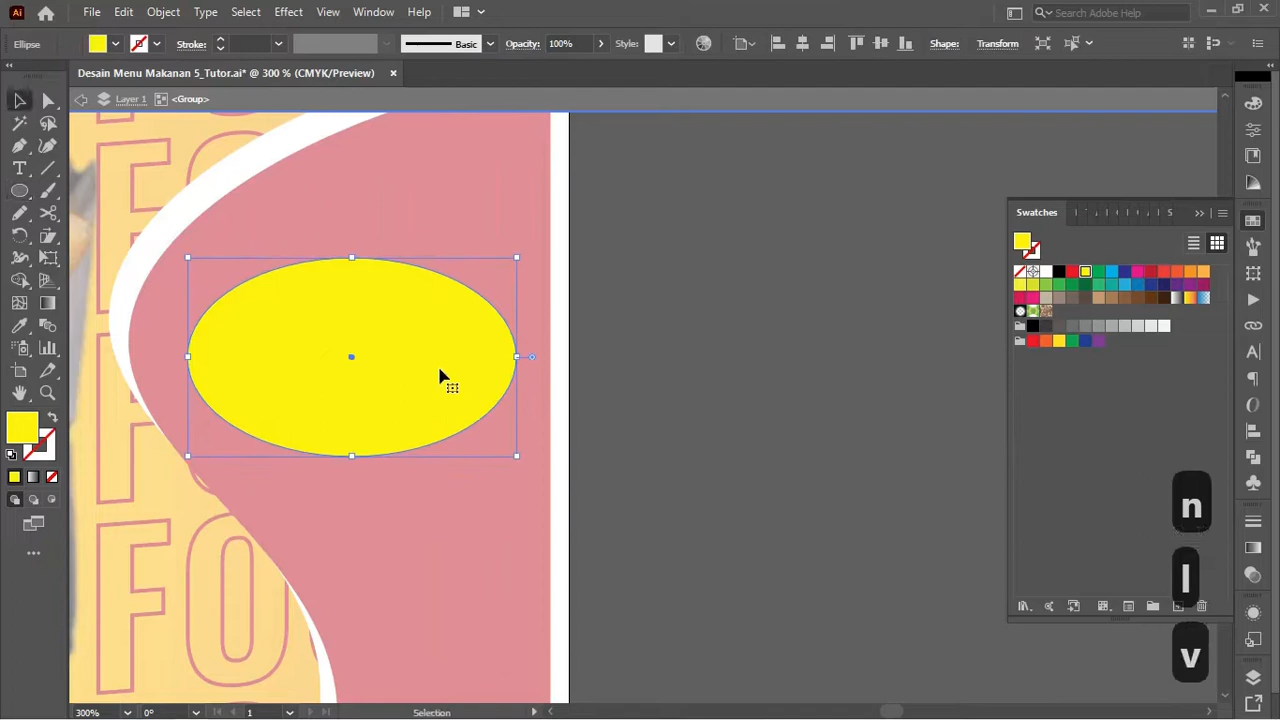 Ai File Edit Object Type Select Effect View Window Help Search Adobe Help
Ellipse Stroke: Basic Opacity: 100% Style: Shape: Transform
Desain Menu Makanan 5_Tutor.ai* @ 300 % (CMYK/Preview)
Layer 1 <Group>
Swatches
FO
n
l
v
300% 0° 1 Selection